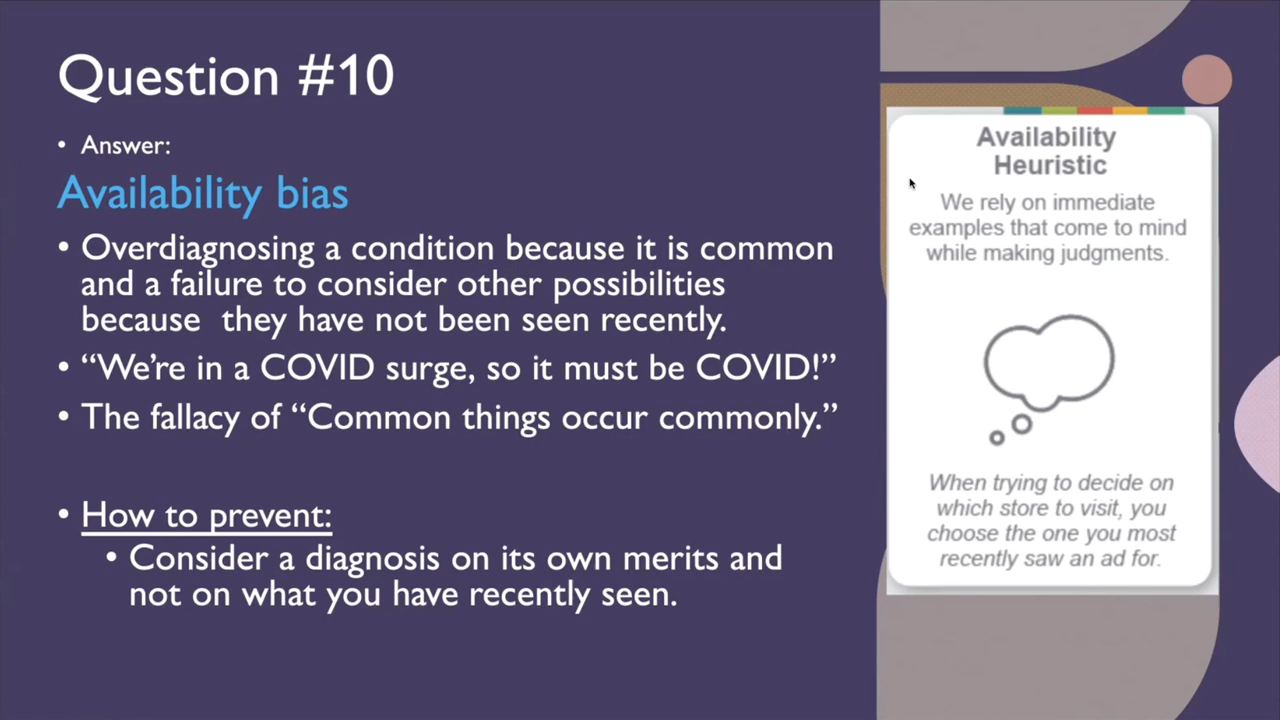 Question #10
• Answer:
Availability bias
• Overdiagnosing a condition because it is common
and a failure to consider other possibilities
because  they have not been seen recently.
• “We’re in a COVID surge, so it must be COVID!”
• The fallacy of “Common things occur commonly.”
• How to prevent:
• Consider a diagnosis on its own merits and
not on what you have recently seen.
Availability
Heuristic
We rely on immediate
examples that come to mind
while making judgments.
When trying to decide on
which store to visit, you
choose the one you most
recently saw an ad for.